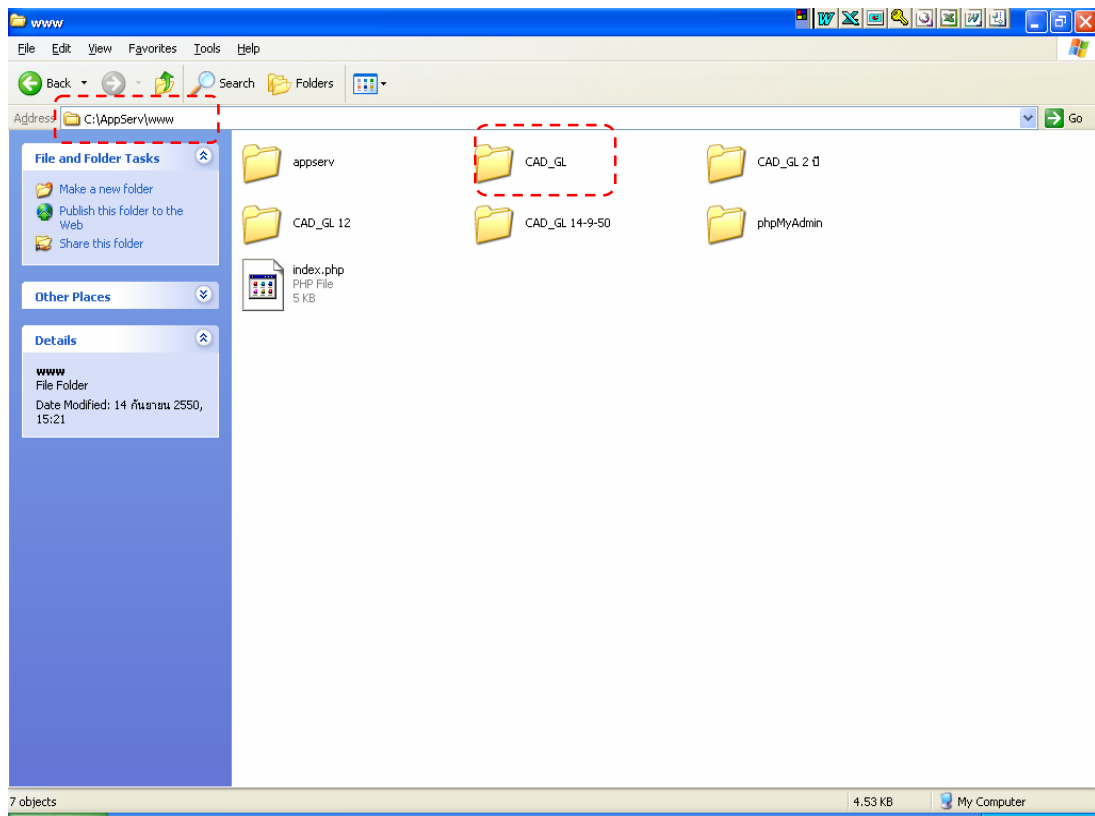 www
File Edit View Favorites Tools Help
Back Search Folders
Address C:\AppServ\www Go
File and Folder Tasks
Make a new folder
Publish this folder to the
Web
Share this folder
Other Places
Details
www
File Folder
Date Modified: 14 กันยายน 2550,
15:21
appserv CAD_GL CAD_GL 2 ปี
CAD_GL 12 CAD_GL 14-9-50 phpMyAdmin
index.php
PHP File
5 KB
7 objects 4.53 KB My Computer